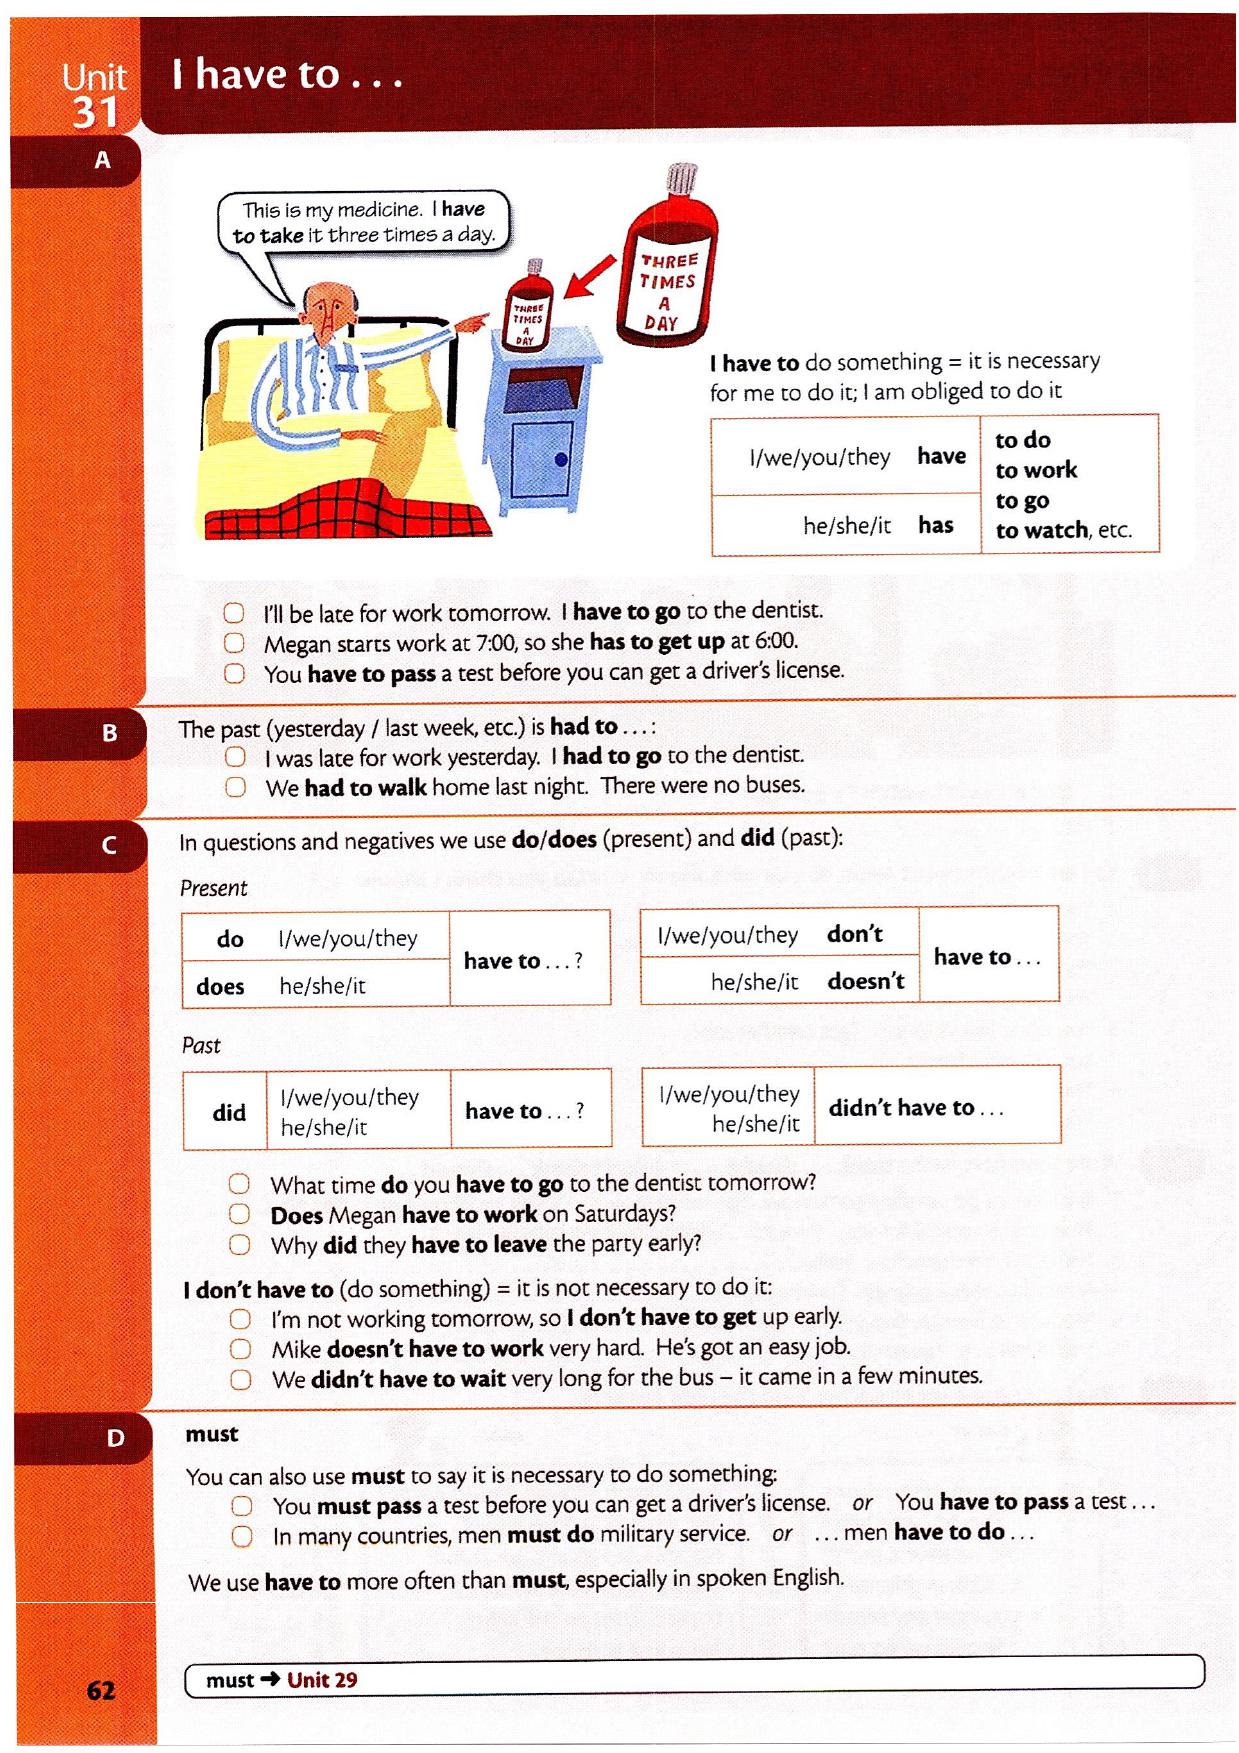 Unit
31
I have to . . .
A
This is my medicine. I have
to take it three times a day.
THREE
TIMES
A
DAY
THREE
TIMES
A
DAY
I have to do something = it is necessary
for me to do it; I am obliged to do it
I/we/you/they have
he/she/it has
to do
to work
to go
to watch, etc.
I'll be late for work tomorrow. I have to go to the dentist.
Megan starts work at 7:00, so she has to get up at 6:00.
You have to pass a test before you can get a driver's license.
B
The past (yesterday / last week, etc.) is had to . . . :
I was late for work yesterday. I had to go to the dentist.
We had to walk home last night. There were no buses.
C
In questions and negatives we use do/does (present) and did (past):
Present
do I/we/you/they
does he/she/it
have to . . . ?
I/we/you/they don't
he/she/it doesn't
have to . . .
Past
did
I/we/you/they
he/she/it
have to . . . ?
I/we/you/they
he/she/it
didn't have to . . .
What time do you have to go to the dentist tomorrow?
Does Megan have to work on Saturdays?
Why did they have to leave the party early?
I don't have to (do something) = it is not necessary to do it:
I'm not working tomorrow, so I don't have to get up early.
Mike doesn't have to work very hard. He's got an easy job.
We didn't have to wait very long for the bus – it came in a few minutes.
D
must
You can also use must to say it is necessary to do something:
You must pass a test before you can get a driver's license. or You have to pass a test . . .
In many countries, men must do military service. or . . . men have to do . . .
We use have to more often than must, especially in spoken English.
62
must → Unit 29